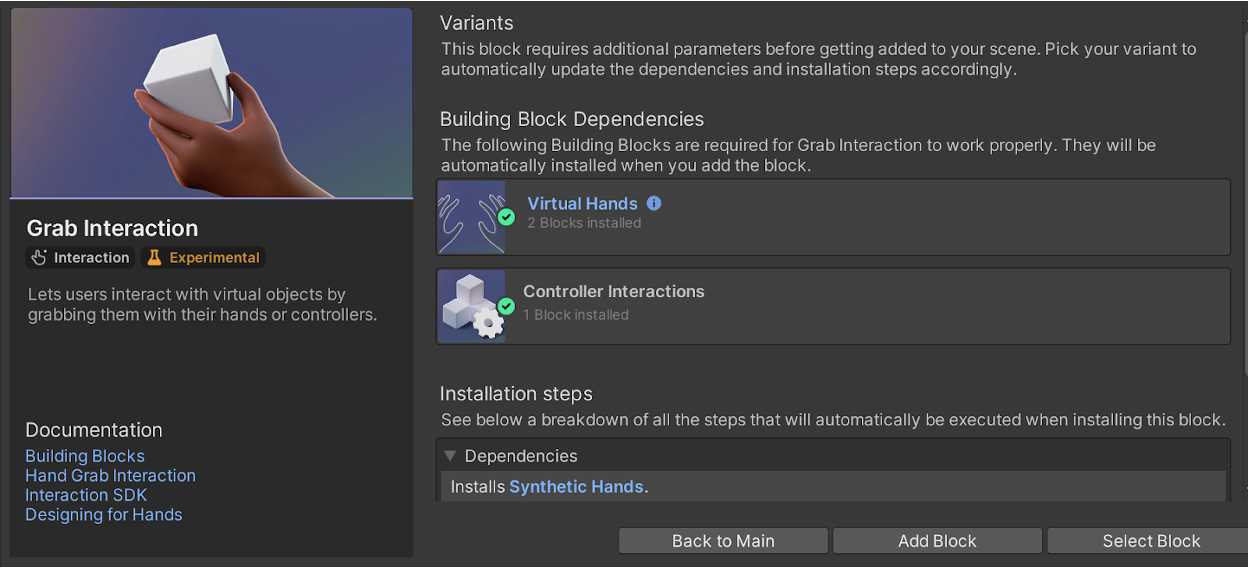 Grab Interaction
Interaction
Experimental
Lets users interact with virtual objects by
grabbing them with their hands or controllers.
Documentation
Building Blocks
Hand Grab Interaction
Interaction SDK
Designing for Hands
Variants
This block requires additional parameters before getting added to your scene. Pick your variant to
automatically update the dependencies and installation steps accordingly.
Building Block Dependencies
The following Building Blocks are required for Grab Interaction to work properly. They will be
automatically installed when you add the block.
Virtual Hands
2 Blocks installed
Controller Interactions
1 Block installed
Installation steps
See below a breakdown of all the steps that will automatically be executed when installing this block.
Dependencies
Installs Synthetic Hands.
Back to Main
Add Block
Select Block